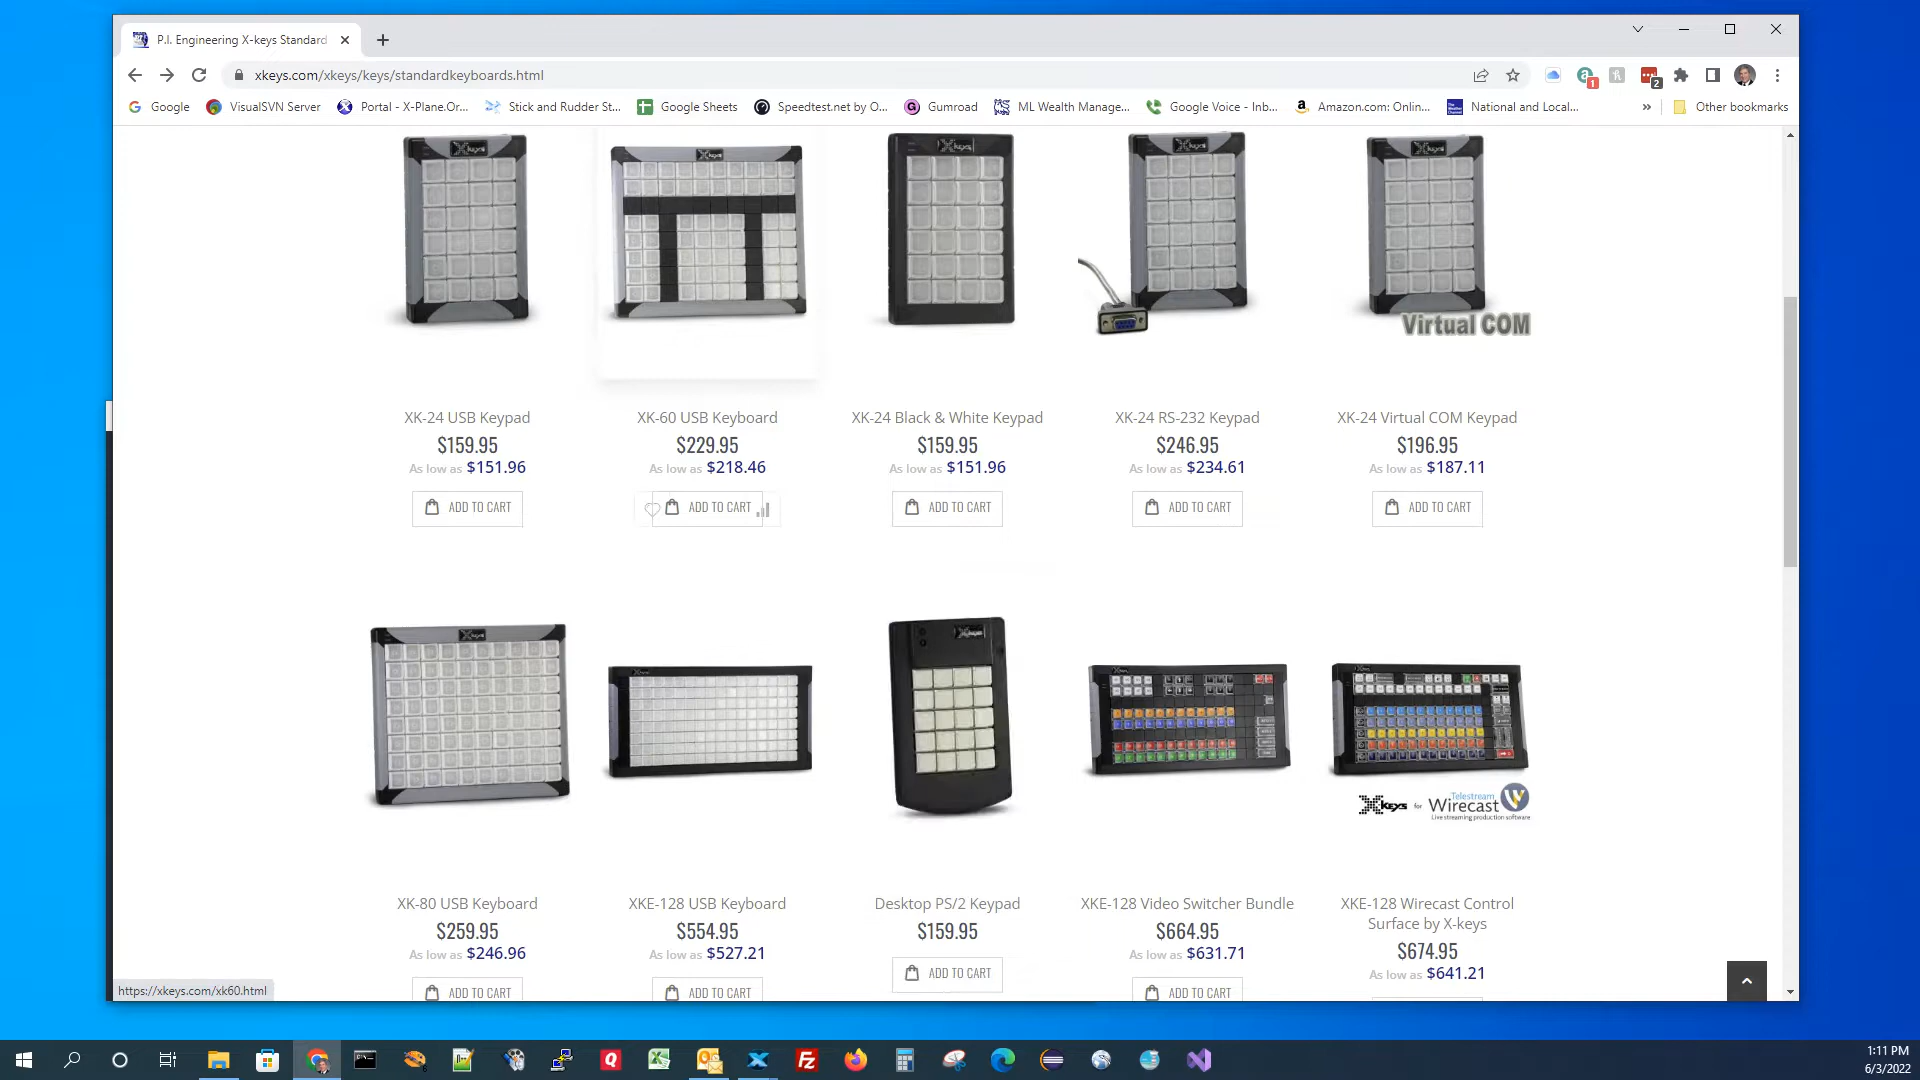 P.I. Engineering X-keys Standard
xkeys.com/xkeys/keys/standardkeyboards.html
1
2
Google
VisualSVN Server
Portal - X-Plane.Or...
Stick and Rudder St...
Google Sheets
Speedtest.net by O...
Gumroad
ML Wealth Manage...
Google Voice - Inb...
Amazon.com: Onlin...
National and Local...
»
Other bookmarks
Virtual COM
XK-24 USB Keypad
XK-60 USB Keyboard
XK-24 Black & White Keypad
XK-24 RS-232 Keypad
XK-24 Virtual COM Keypad
$159.95
$229.95
$159.95
$246.95
$196.95
As low as $151.96
As low as $218.46
As low as $151.96
As low as $234.61
As low as $187.11
ADD TO CART
ADD TO CART
ADD TO CART
ADD TO CART
ADD TO CART
Xkeys for Telestream Wirecast
Live streaming production software
XK-80 USB Keyboard
XKE-128 USB Keyboard
Desktop PS/2 Keypad
XKE-128 Video Switcher Bundle
XKE-128 Wirecast Control
Surface by X-keys
$259.95
$554.95
$159.95
$664.95
$674.95
As low as $246.96
As low as $527.21
As low as $631.71
As low as $641.21
ADD TO CART
ADD TO CART
ADD TO CART
ADD TO CART
https://xkeys.com/xk60.html
1:11 PM
6/3/2022